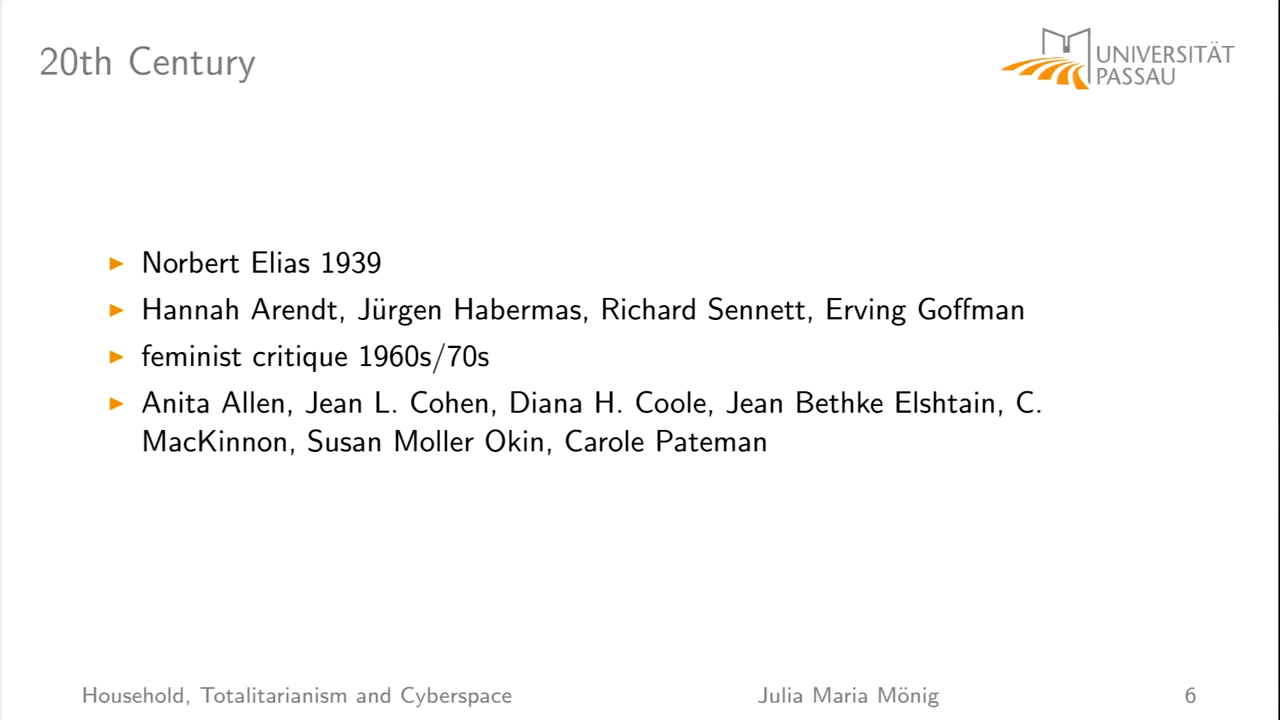 20th Century
UNIVERSITÄT
PASSAU
Norbert Elias 1939
Hannah Arendt, Jürgen Habermas, Richard Sennett, Erving Goffman
feminist critique 1960s/70s
Anita Allen, Jean L. Cohen, Diana H. Coole, Jean Bethke Elshtain, C.
MacKinnon, Susan Moller Okin, Carole Pateman
Household, Totalitarianism and Cyberspace
Julia Maria Mönig
6